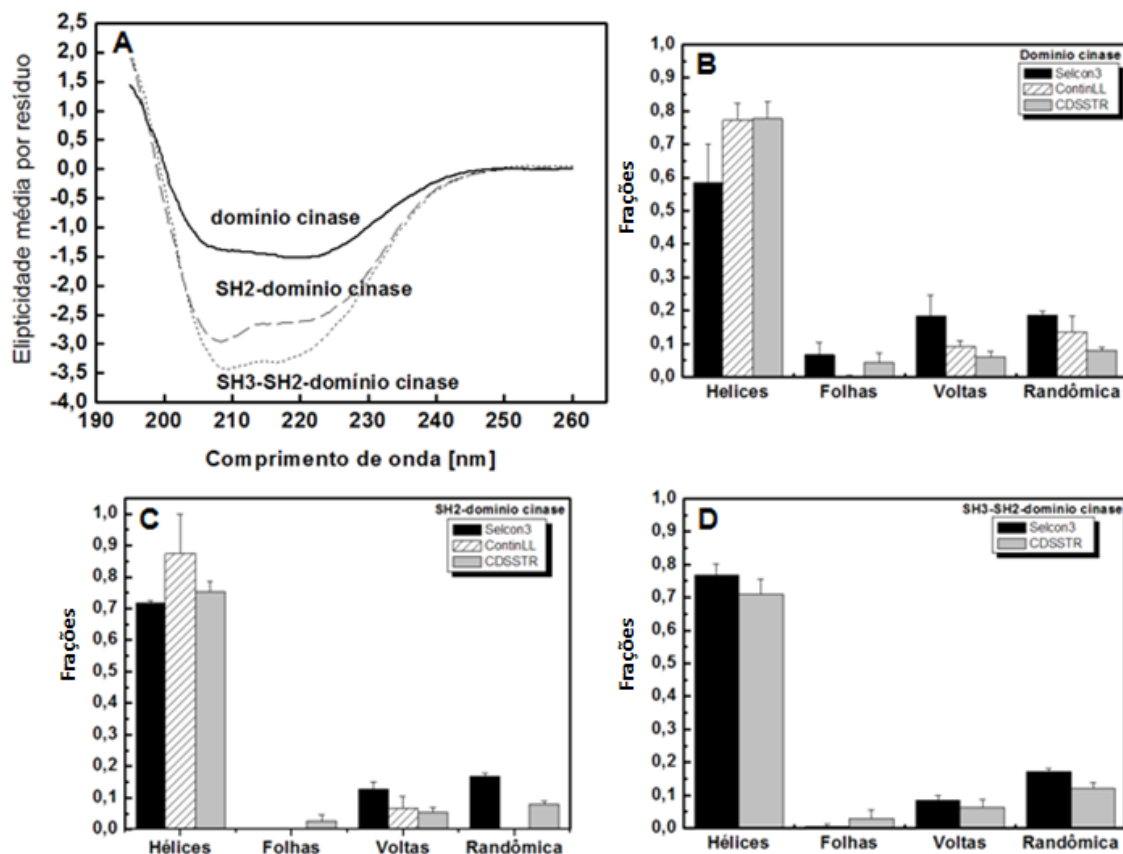 A
Elipticidade média por resíduo
2,5
2,0
1,5
1,0
0,5
0,0
-0,5
-1,0
-1,5
-2,0
-2,5
-3,0
-3,5
-4,0
domínio cinase
SH2-domínio cinase
SH3-SH2-domínio cinase
190 200 210 220 230 240 250 260
Comprimento de onda [nm]
B
Dominio cinase
Selcon3
ContinLL
CDSSTR
Frações
1,0
0,9
0,8
0,7
0,6
0,5
0,4
0,3
0,2
0,1
0,0
Helices Folhas Voltas Randômica
C
SH2-dominio cinase
Selcon3
ContinLL
CDSSTR
Frações
1,0
0,9
0,8
0,7
0,6
0,5
0,4
0,3
0,2
0,1
0,0
Hélices Folhas Voltas Randômica
D
SH3-SH2-dominio cinase
Selcon3
CDSSTR
Frações
1,0
0,9
0,8
0,7
0,6
0,5
0,4
0,3
0,2
0,1
0,0
Hélices Folhas Voltas Randômica